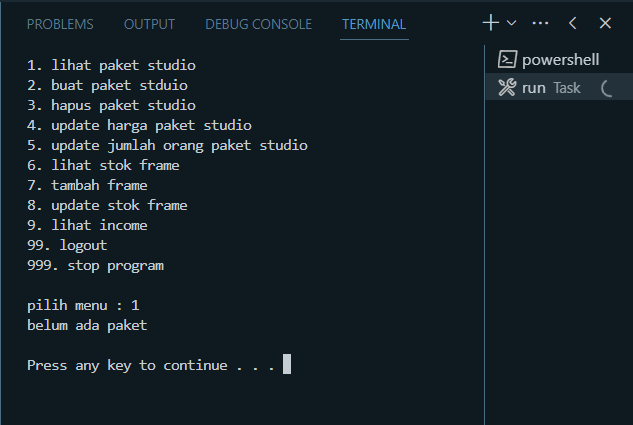 PROBLEMS OUTPUT DEBUG CONSOLE TERMINAL
1. lihat paket studio
2. buat paket stduio
3. hapus paket studio
4. update harga paket studio
5. update jumlah orang paket studio
6. lihat stok frame
7. tambah frame
8. update stok frame
9. lihat income
99. logout
999. stop program
pilih menu : 1
belum ada paket
Press any key to continue . . .
powershell
run Task